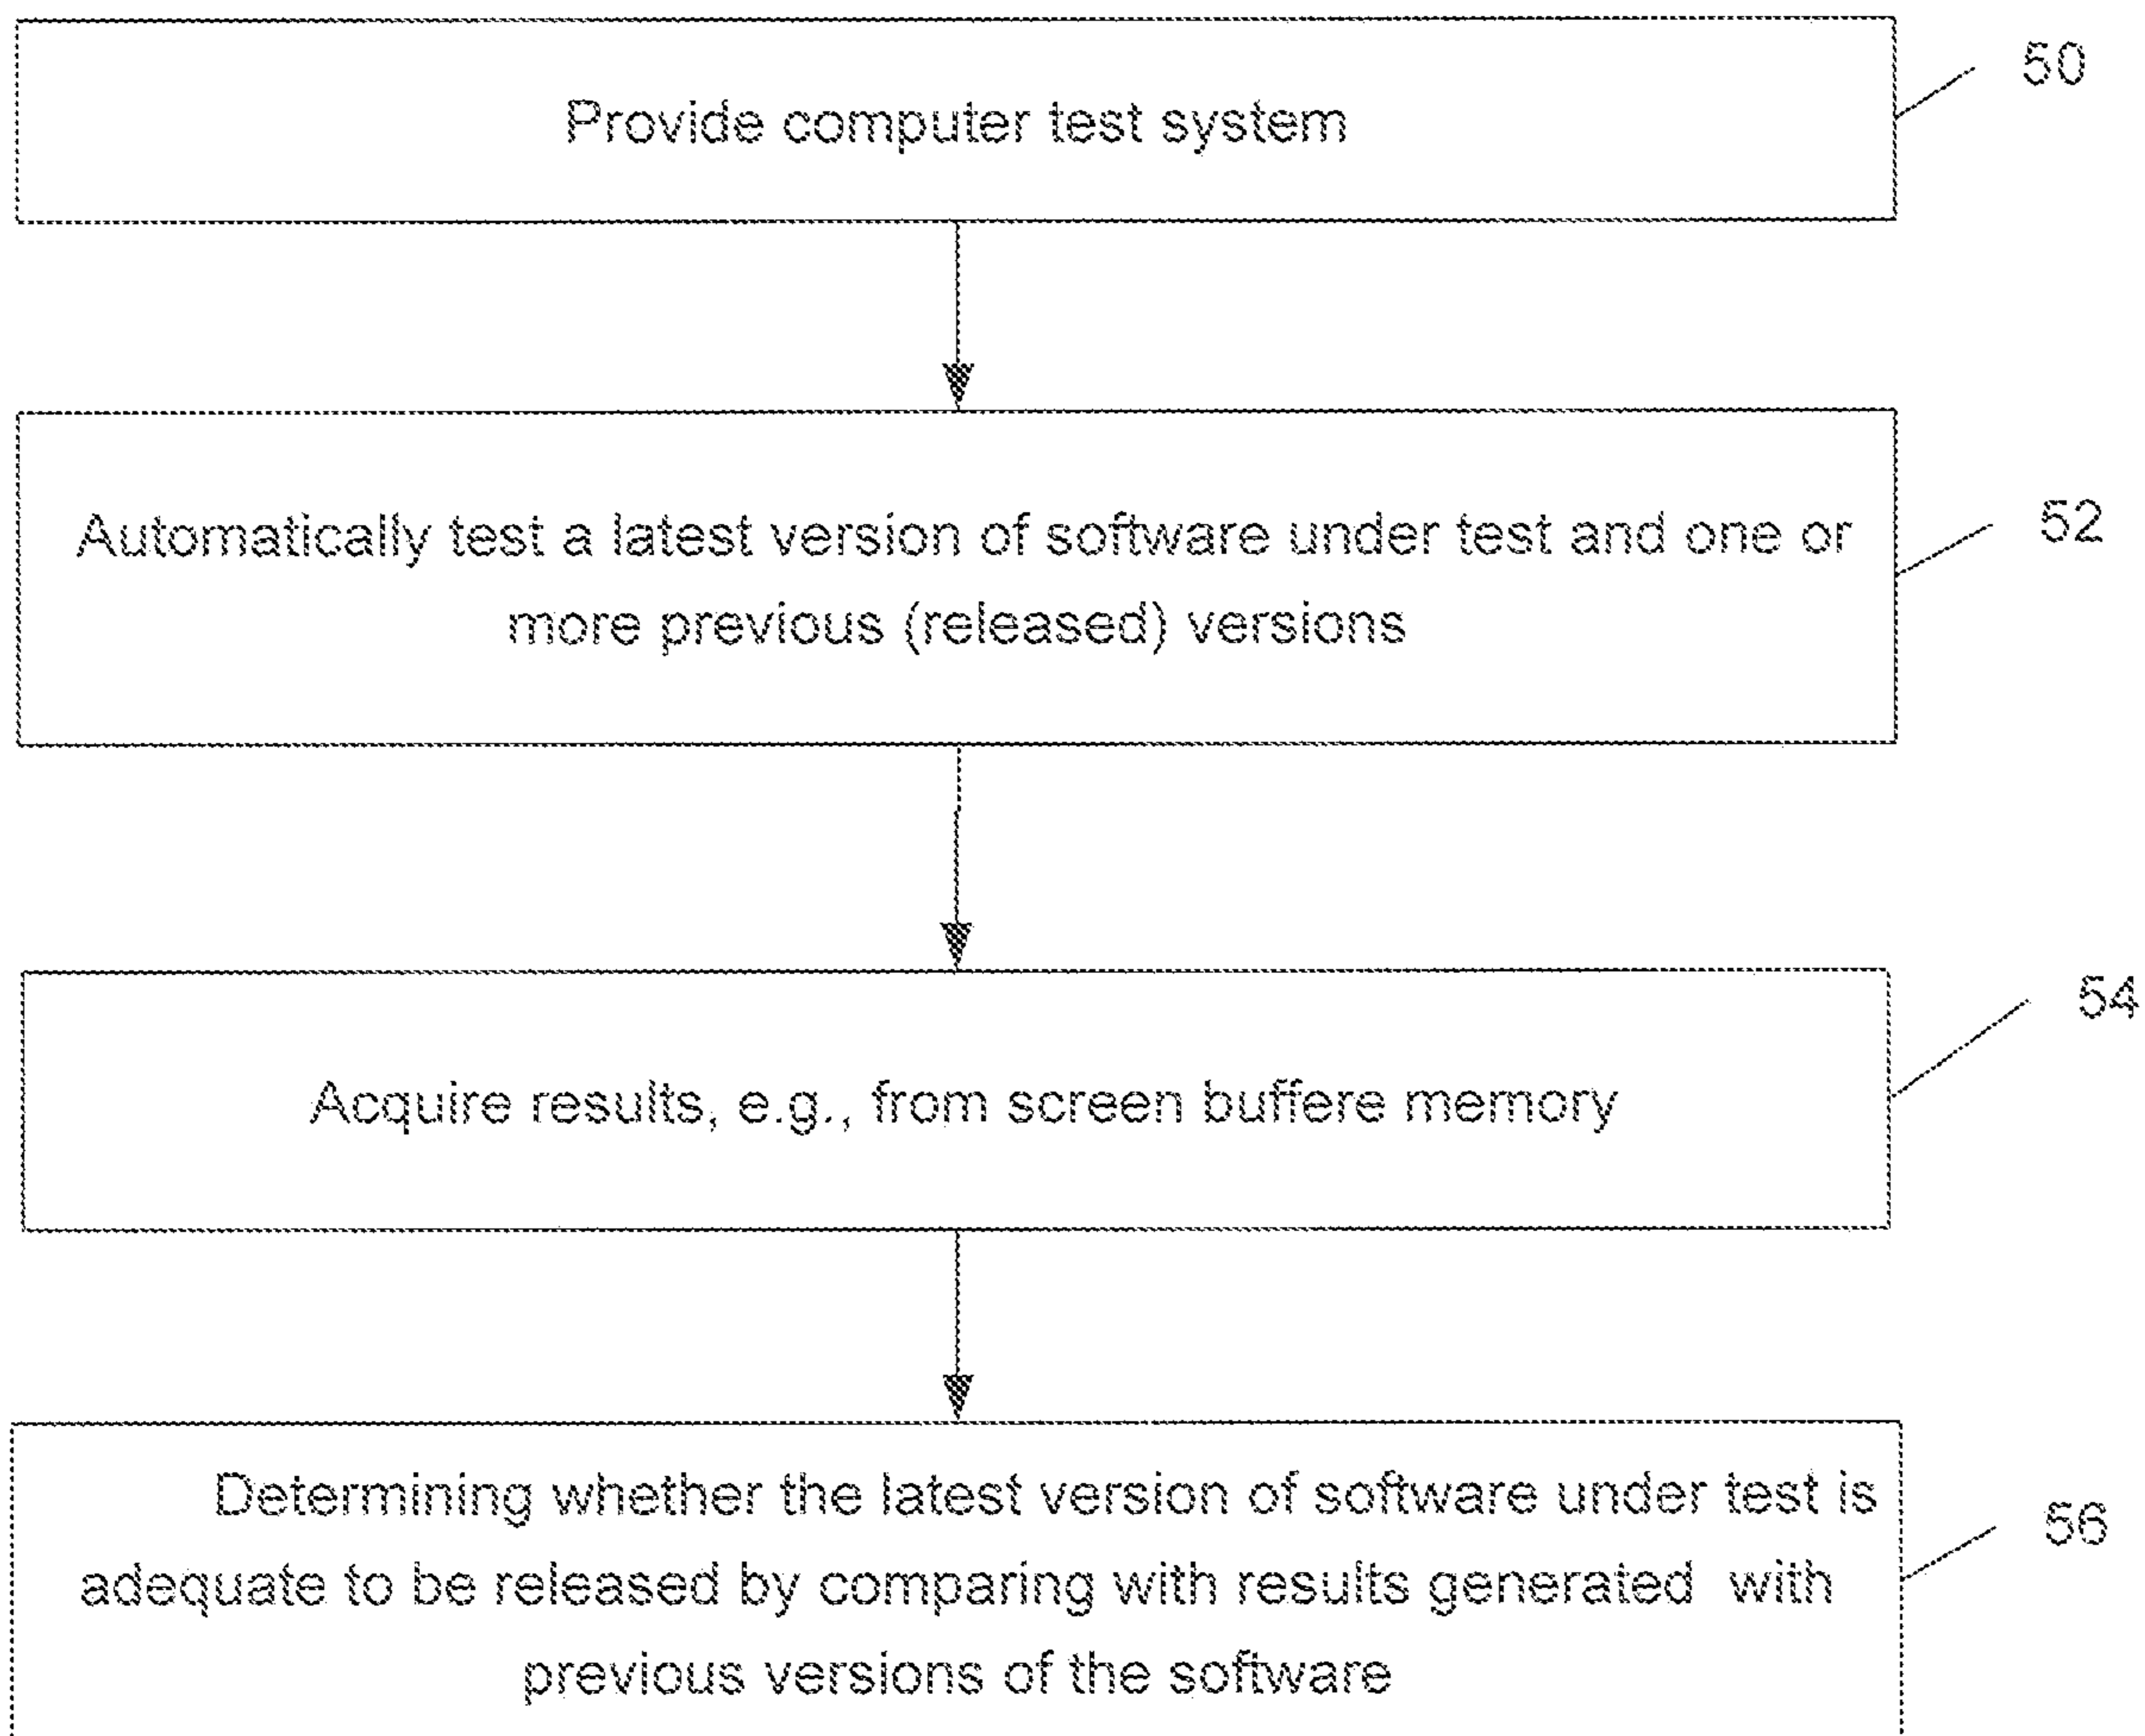 Provide computer test system
50
Automatically test a latest version of software under test and one or
more previous (released) versions
52
Acquire results, e.g., from screen buffere memory
54
Determining whether the latest version of software under test is
adequate to be released by comparing with results generated with
previous versions of the software
56